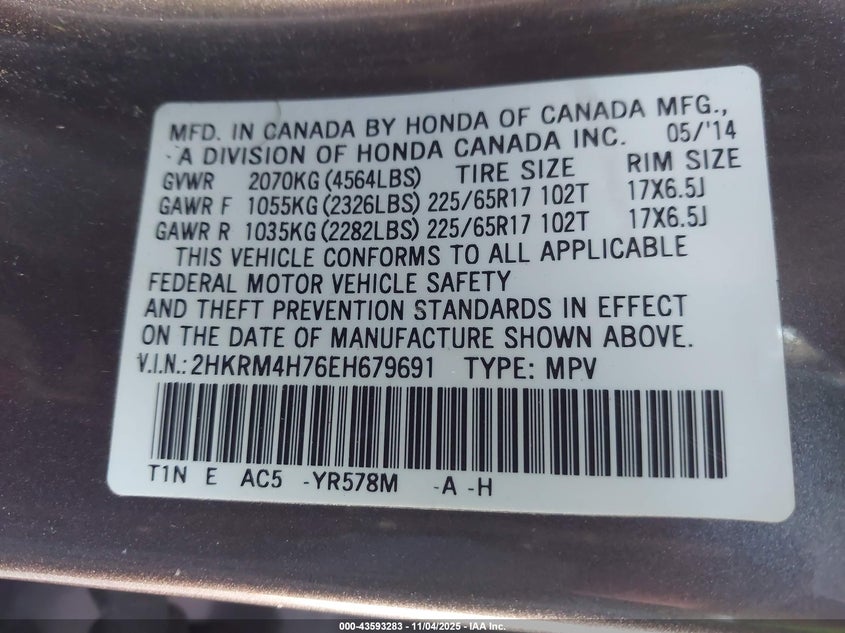 MFD. IN CANADA BY HONDA OF CANADA MFG.,
A DIVISION OF HONDA CANADA INC. 05/'14
GVWR 2070KG (4564LBS) TIRE SIZE RIM SIZE
GAWR F 1055KG (2326LBS) 225/65R17 102T 17X6.5J
GAWR R 1035KG (2282LBS) 225/65R17 102T 17X6.5J
THIS VEHICLE CONFORMS TO ALL APPLICABLE
FEDERAL MOTOR VEHICLE SAFETY
AND THEFT PREVENTION STANDARDS IN EFFECT
ON THE DATE OF MANUFACTURE SHOWN ABOVE.
V.I.N.: 2HKRM4H76EH679691 TYPE: MPV
T1N E AC5 -YR578M -A -H
000-43593283 - 11/04/2025 - IAA Inc.